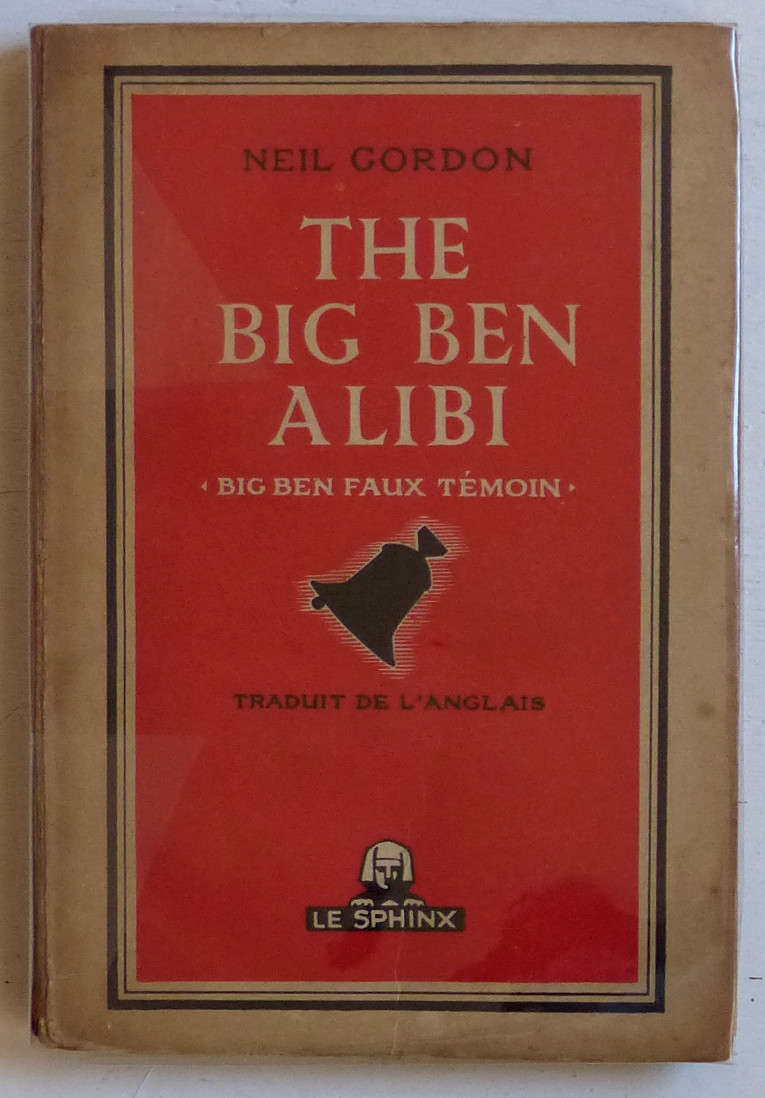 NEIL GORDON
THE
BIG BEN
ALIBI
‹ BIG BEN FAUX TÉMOIN ›
TRADUIT DE L'ANGLAIS
LE SPHINX